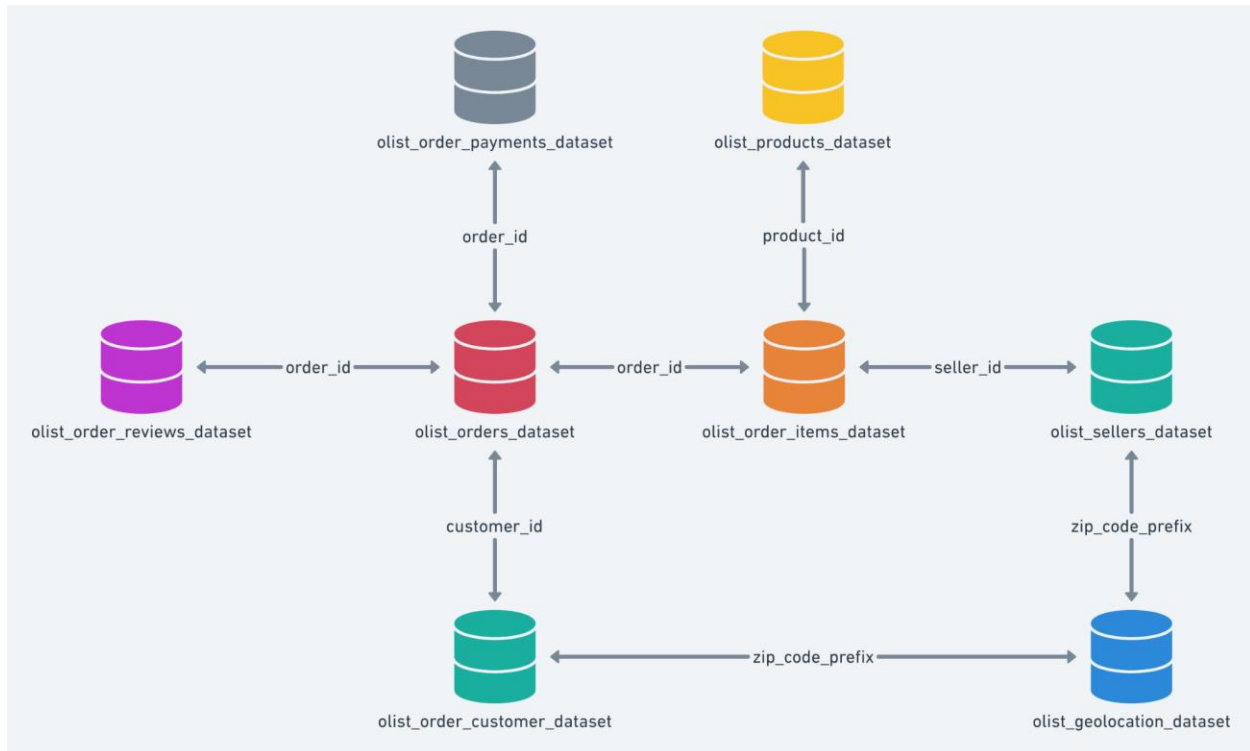 olist_order_payments_dataset
olist_products_dataset
order_id
product_id
order_id
order_id
seller_id
olist_order_reviews_dataset
olist_orders_dataset
olist_order_items_dataset
olist_sellers_dataset
customer_id
zip_code_prefix
zip_code_prefix
olist_order_customer_dataset
olist_geolocation_dataset